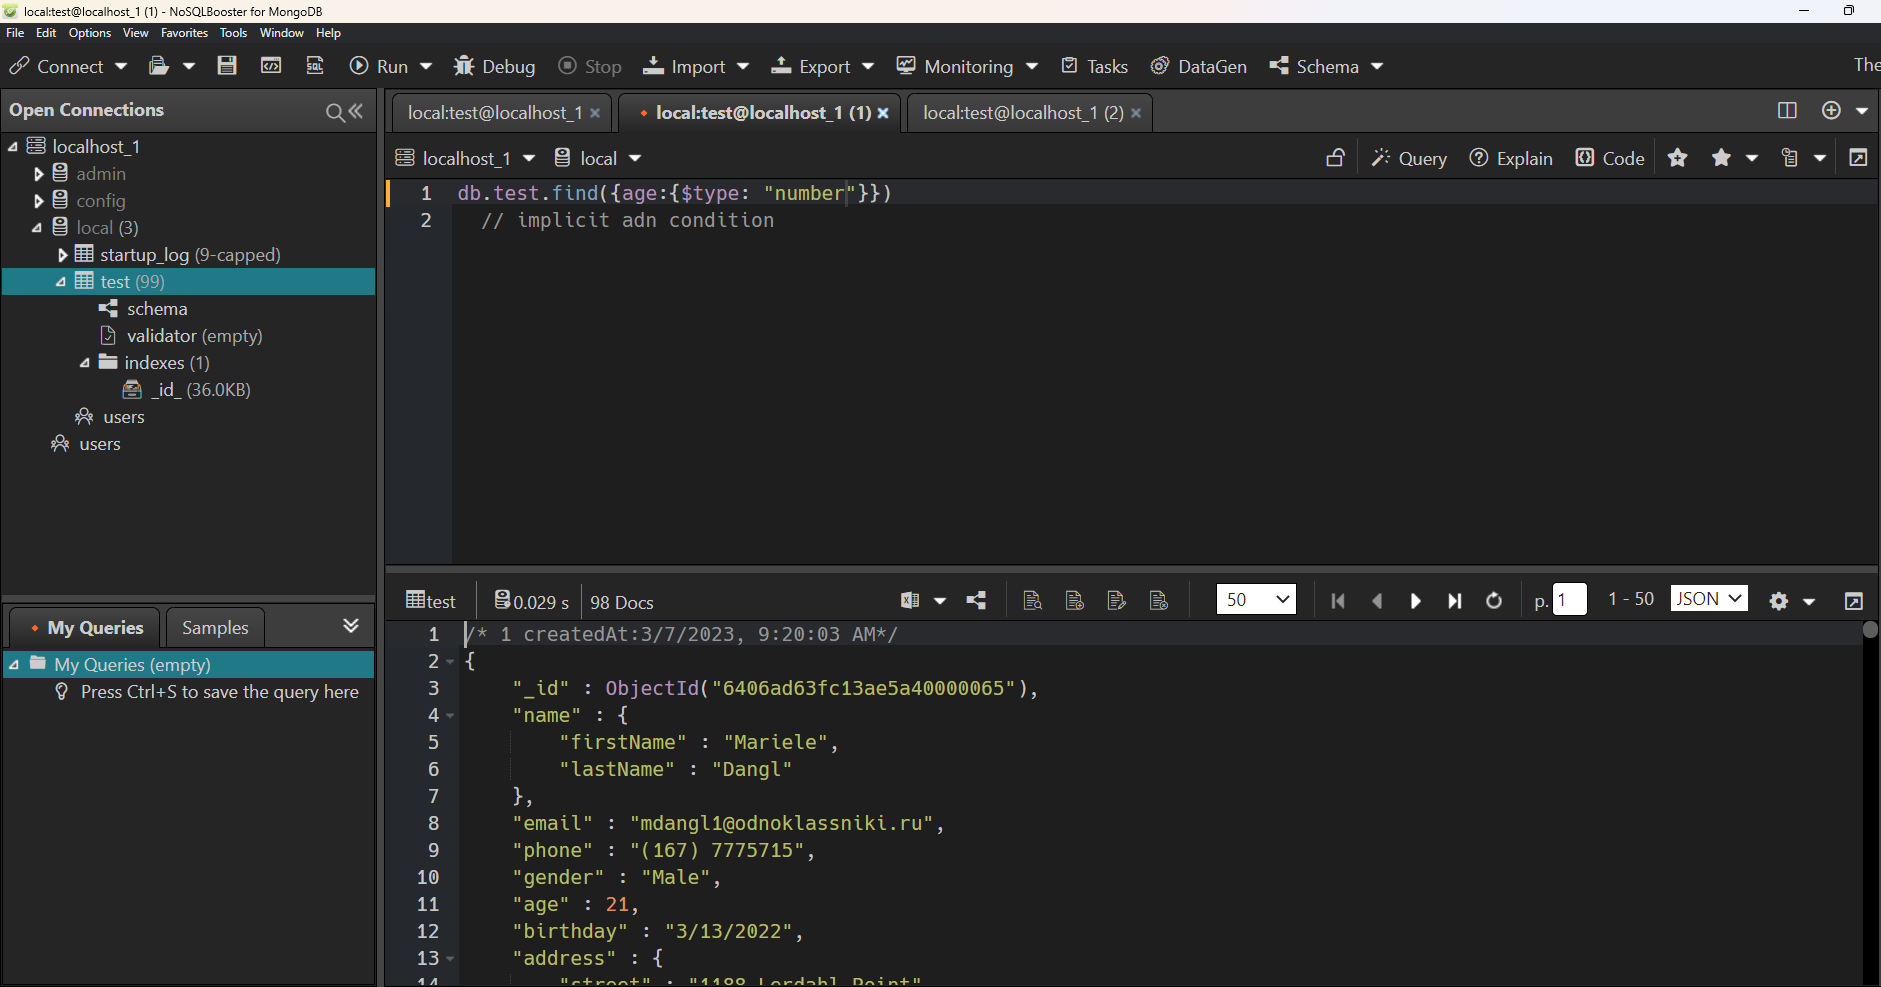 local:test@localhost_1 (1) - NoSQLBooster for MongoDB
File Edit Options View Favorites Tools Window Help
Connect SQL Run Debug Stop Import Export Monitoring Tasks DataGen Schema The
Open Connections
localhost_1
admin
config
local (3)
startup_log (9-capped)
test (99)
schema
validator (empty)
indexes (1)
_id_ (36.0KB)
users
users
My Queries Samples
My Queries (empty)
Press Ctrl+S to save the query here
local:test@localhost_1 local:test@localhost_1 (1) local:test@localhost_1 (2)
localhost_1 local Query Explain Code
1 db.test.find({age:{$type: "number"}})
2 // implicit adn condition
test 0.029 s 98 Docs 50 p. 1 1 - 50 JSON
1 /* 1 createdAt:3/7/2023, 9:20:03 AM*/
2 {
3 "_id" : ObjectId("6406ad63fc13ae5a40000065"),
4 "name" : {
5 "firstName" : "Mariele",
6 "lastName" : "Dangl"
7 },
8 "email" : "mdangl1@odnoklassniki.ru",
9 "phone" : "(167) 7775715",
10 "gender" : "Male",
11 "age" : 21,
12 "birthday" : "3/13/2022",
13 "address" : {
14 "street" : "1188 Lerdahl Point"